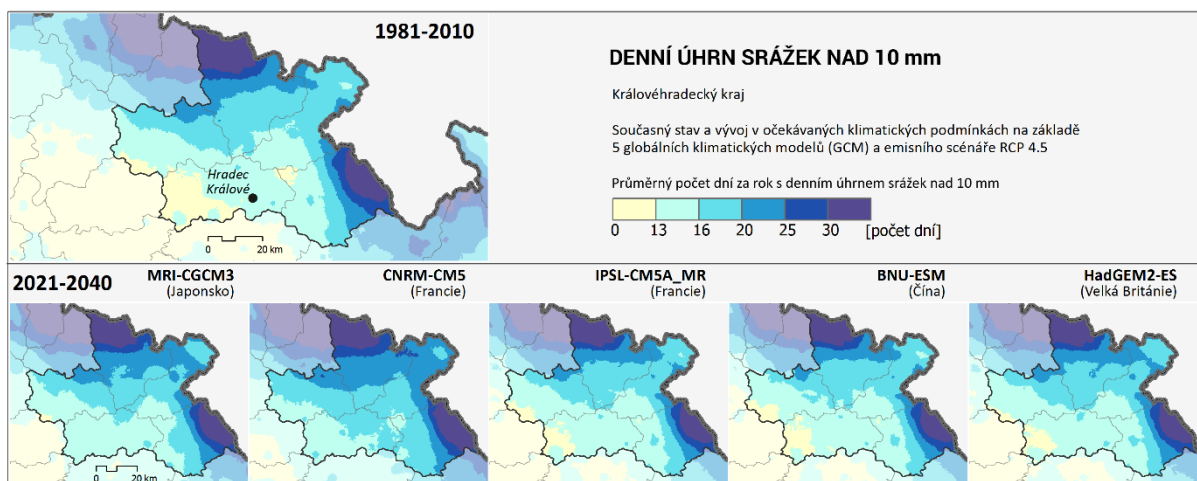 1981-2010
Hradec
Králové
0 20 km
DENNÍ ÚHRN SRÁŽEK NAD 10 mm
Královéhradecký kraj
Současný stav a vývoj v očekávaných klimatických podmínkách na základě
5 globálních klimatických modelů (GCM) a emisního scénáře RCP 4.5
Průměrný počet dní za rok s denním úhrnem srážek nad 10 mm
0 13 16 20 25 30 [počet dní]
2021-2040
MRI-CGCM3
(Japonsko)
CNRM-CM5
(Francie)
IPSL-CM5A_MR
(Francie)
BNU-ESM
(Čína)
HadGEM2-ES
(Velká Británie)
0 20 km